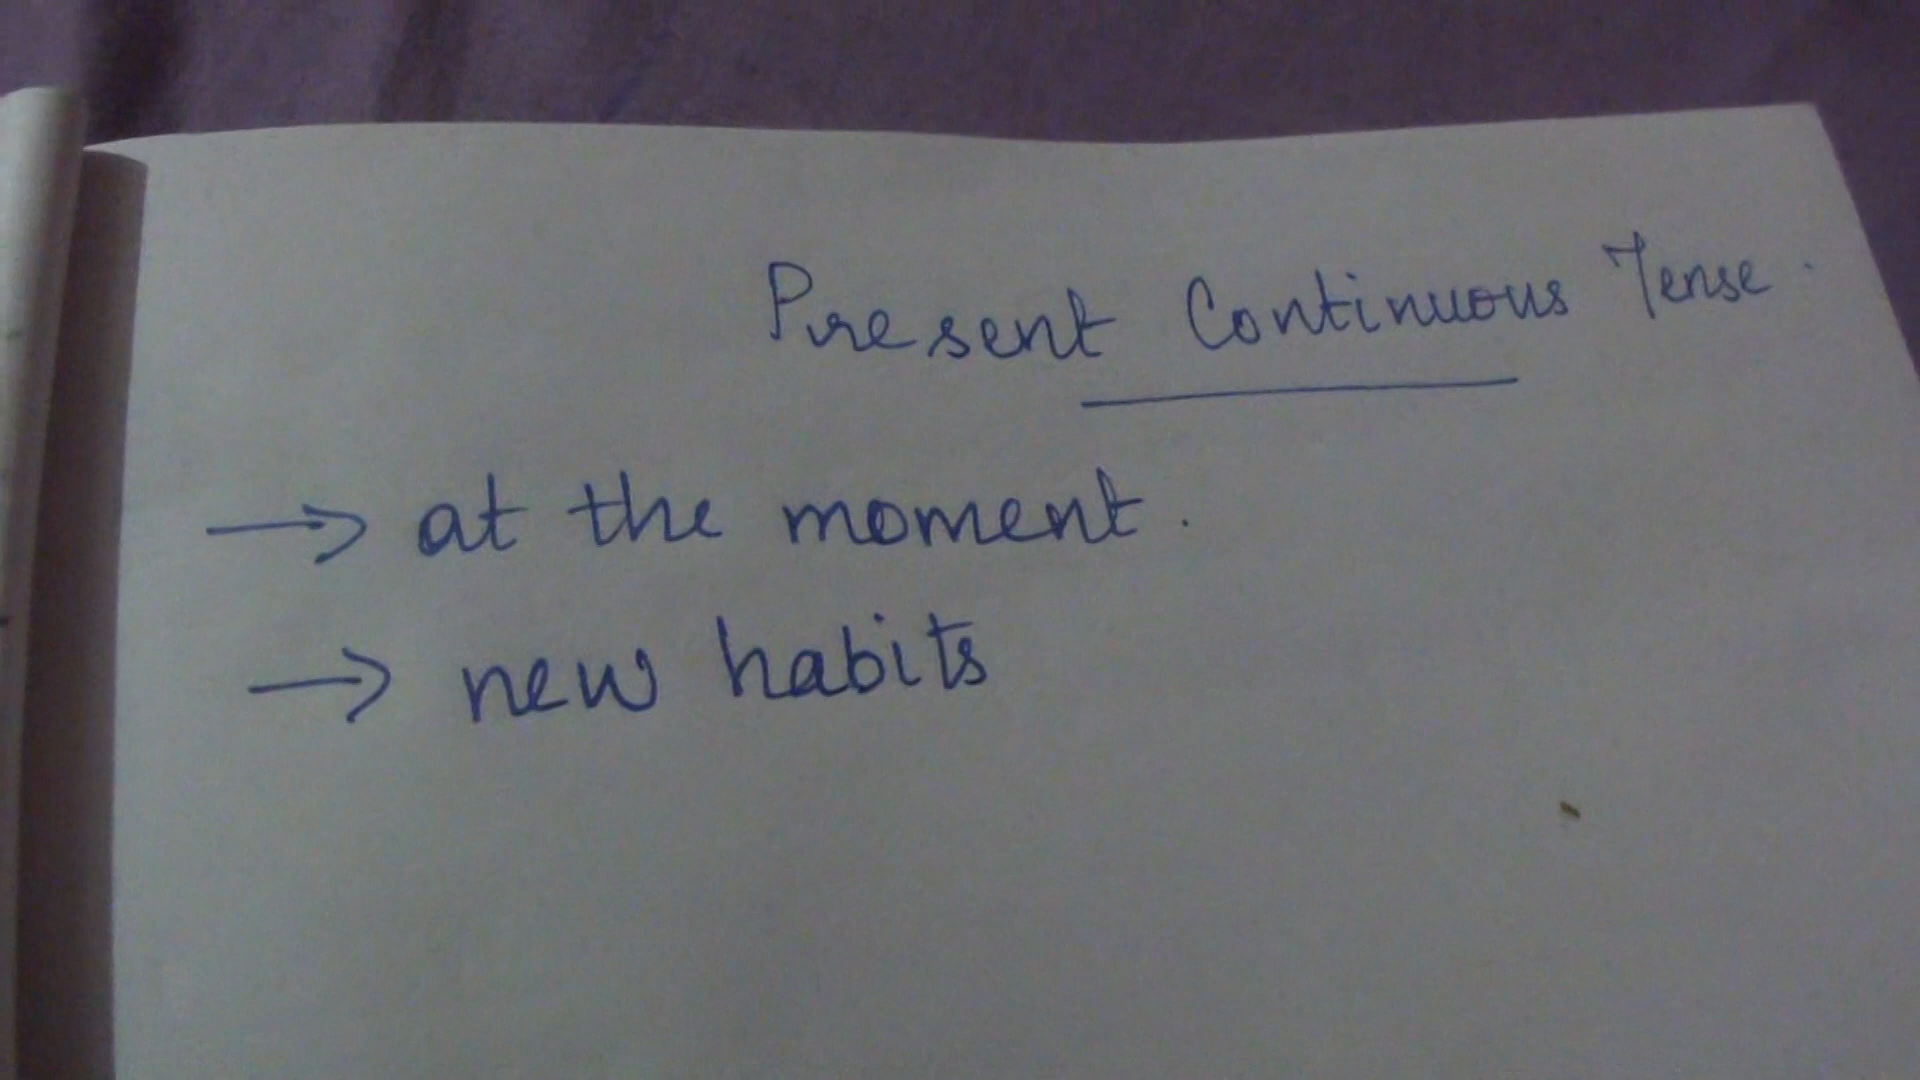 Present Continuous Tense.
→ at the moment.
→ new habits